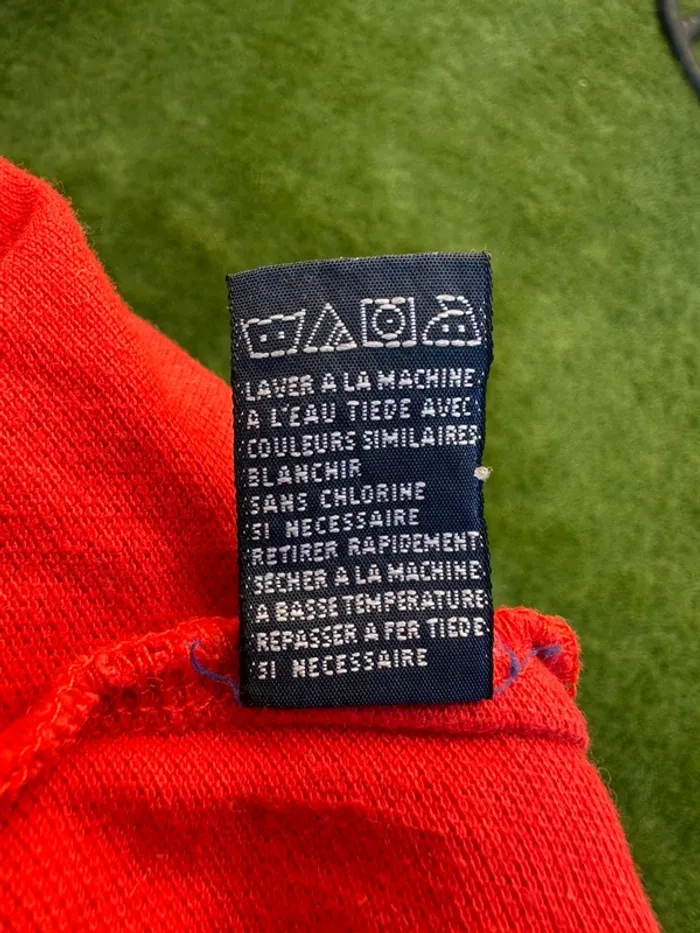 LAVER A LA MACHINE
A L'EAU TIEDE AVEC
COULEURS SIMILAIRES
BLANCHIR
SANS CHLORINE
SI NECESSAIRE
RETIRER RAPIDEMENT
SECHER A LA MACHINE
A BASSE TEMPERATURE
REPASSER A FER TIEDE
SI NECESSAIRE